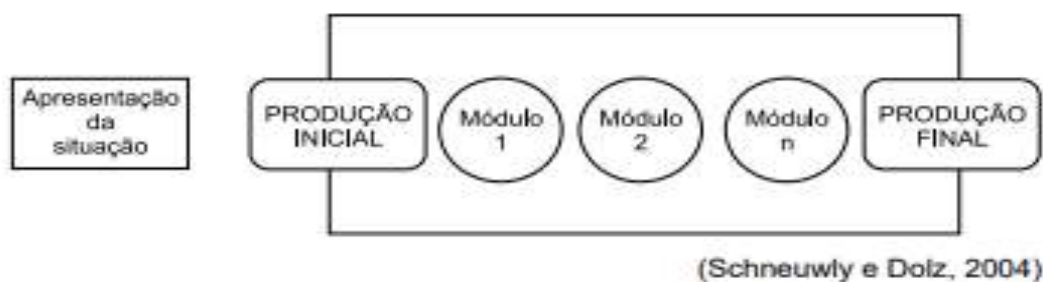 Apresentação
da
situação
PRODUÇÃO
INICIAL
Módulo
1
Módulo
2
Módulo
n
PRODUÇÃO
FINAL
(Schneuwly e Dolz, 2004)